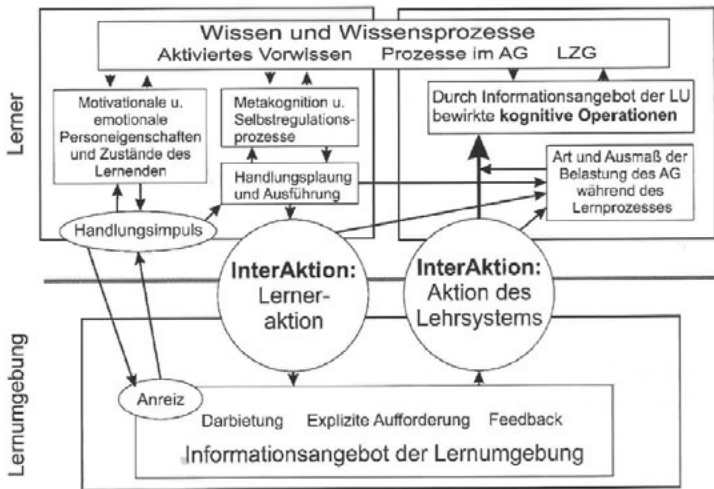 Wissen und Wissensprozesse
Aktiviertes Vorwissen Prozesse im AG LZG
Lerner
Motivationale u.
emotionale
Personeigenschaften
und Zustände des
Lernenden
Metakognition u.
Selbstregulations-
prozesse
Durch Informationsangebot der LU
bewirkte kognitive Operationen
Handlungsplaung
und Ausführung
Art und Ausmaß der
Belastung des AG
während des
Lernprozesses
Handlungsimpuls
InterAktion:
Lerner-
aktion
InterAktion:
Aktion des
Lehrsystems
Lernumgebung
Anreiz
Darbietung Explizite Aufforderung Feedback
Informationsangebot der Lernumgebung